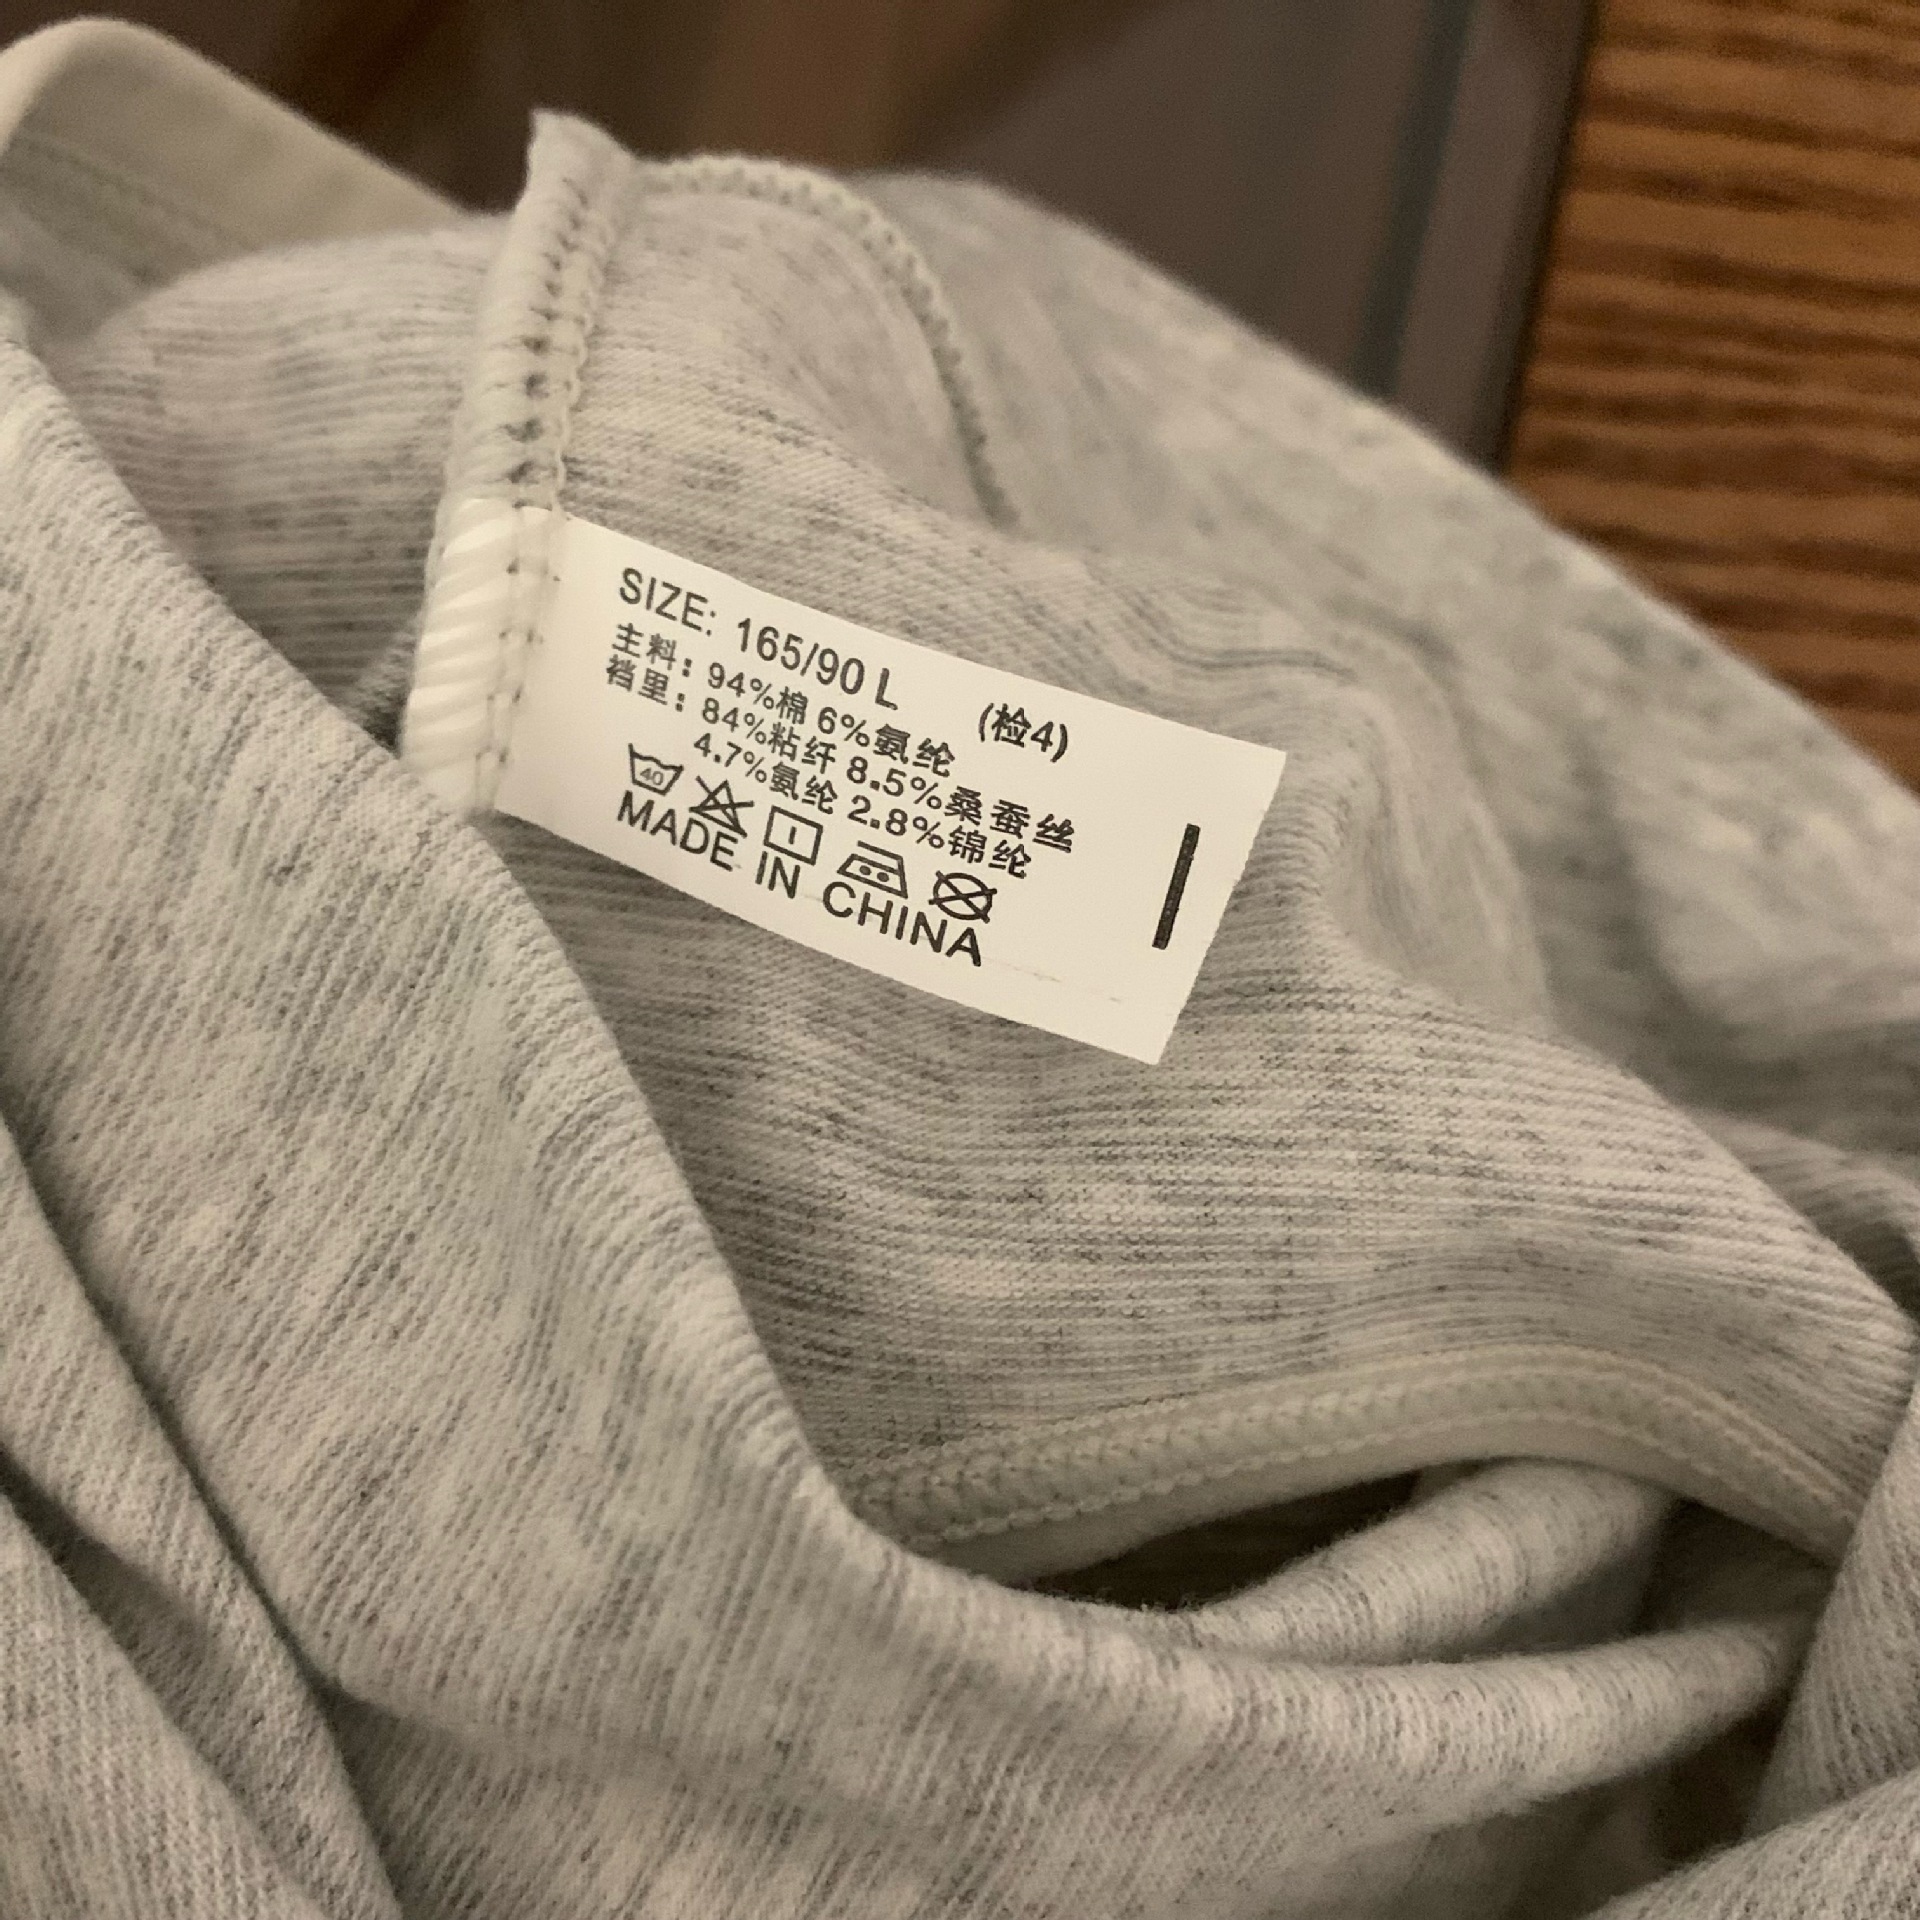 SIZE: 165/90 L (检4)
主料: 94%棉 6%氨纶
裆里: 84%粘纤 8.5%桑蚕丝
4.7%氨纶 2.8%锦纶
40
MADE IN CHINA